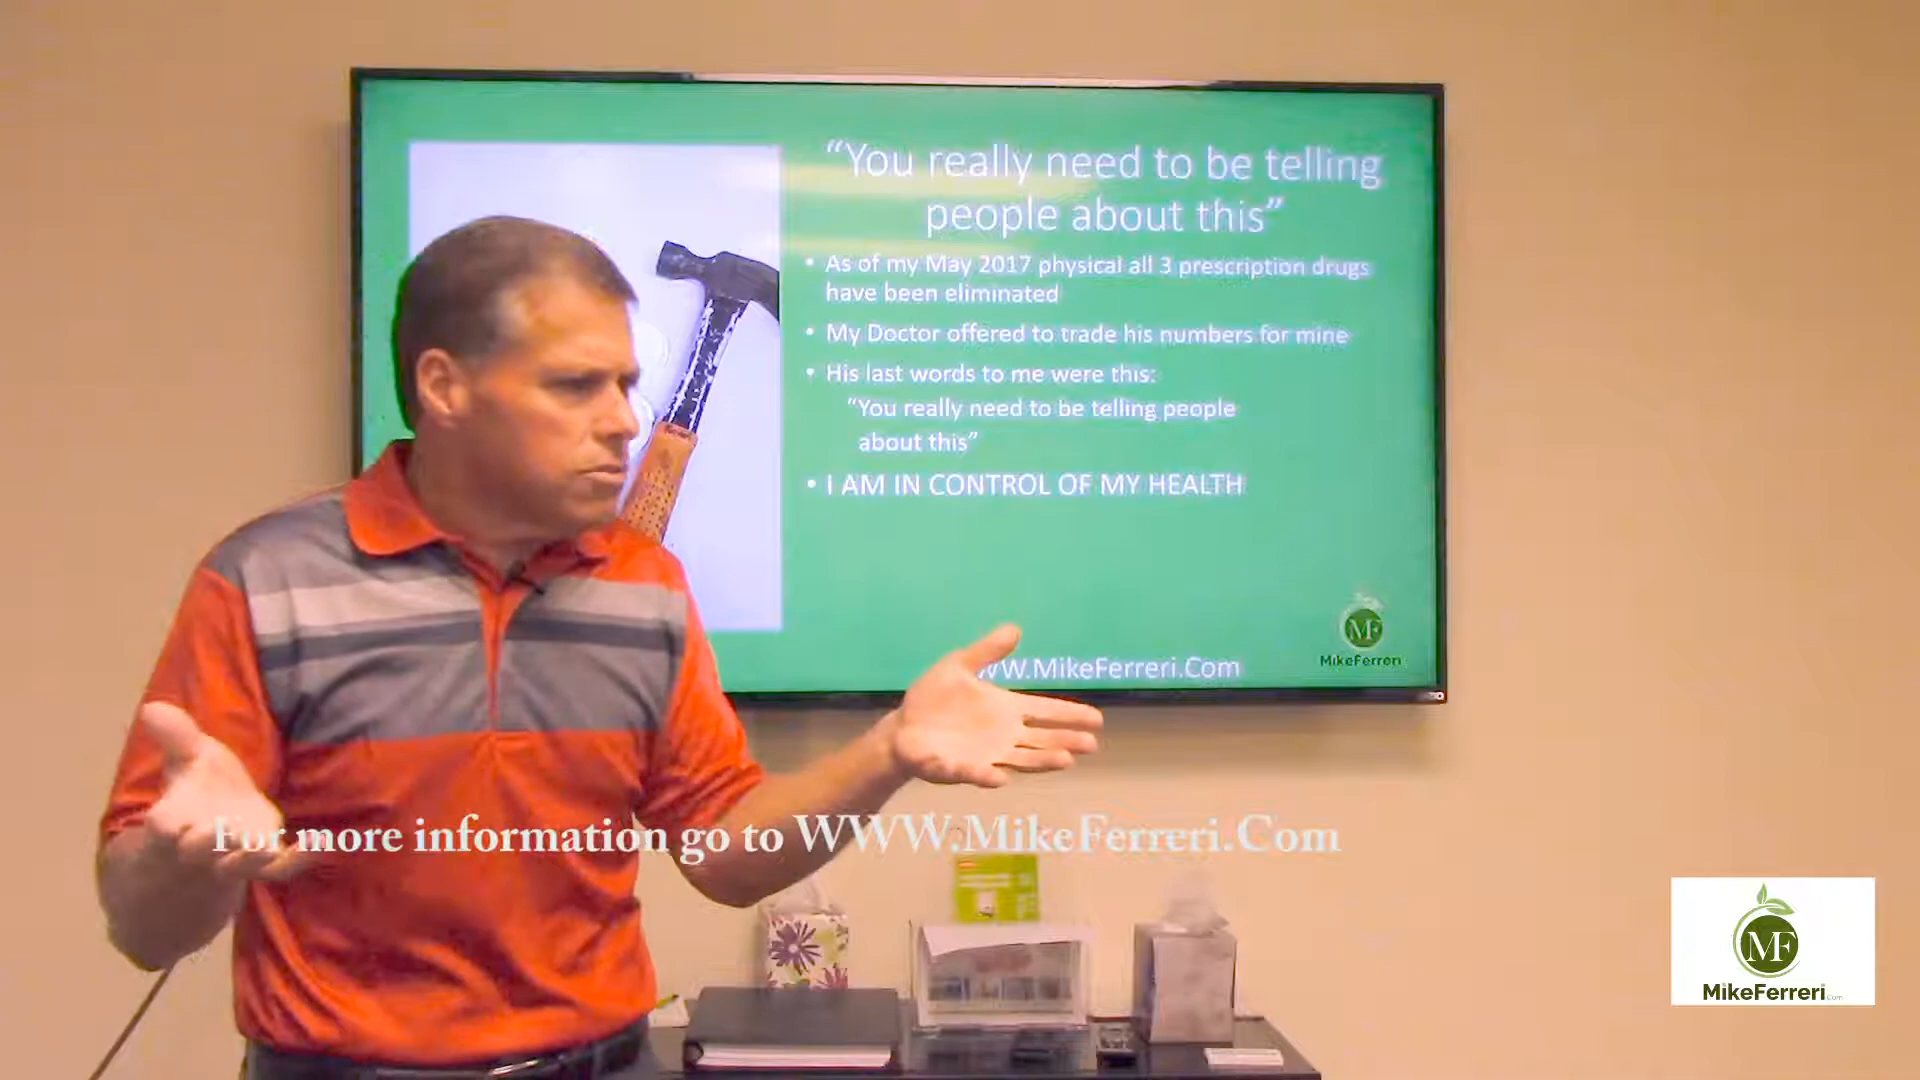 “You really need to be telling
people about this”
• As of my May 2017 physical all 3 prescription drugs
have been eliminated
• My Doctor offered to trade his numbers for mine
• His last words to me were this:
“You really need to be telling people
about this”
• I AM IN CONTROL OF MY HEALTH
MF
MikeFerreri
WW.MikeFerreri.Com
For more information go to WWW.MikeFerreri.Com
MF
MikeFerreri.com